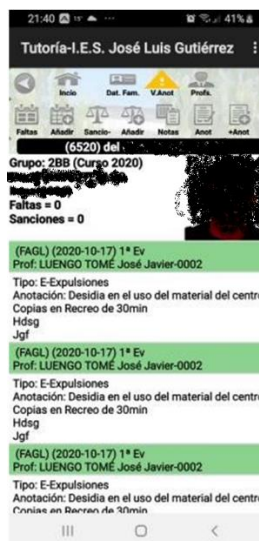 21:40 15° 41%
Tutoría-I.E.S. José Luis Gutiérrez
Incio Dat. Fam. V.Anot Profs.
Faltas Añadir Sancio- Añadir Notas Anot +Anot
(6520) del
Grupo: 2BB (Curso 2020)
Faltas = 0
Sanciones = 0
(FAGL) (2020-10-17) 1ª Ev
Prof: LUENGO TOMÉ José Javier-0002
Tipo: E-Expulsiones
Anotación: Desidia en el uso del material del centr
Copias en Recreo de 30min
Hdsg
Jgf
(FAGL) (2020-10-17) 1ª Ev
Prof: LUENGO TOMÉ José Javier-0002
Tipo: E-Expulsiones
Anotación: Desidia en el uso del material del centr
Copias en Recreo de 30min
Hdsg
Jgf
(FAGL) (2020-10-17) 1ª Ev
Prof: LUENGO TOMÉ José Javier-0002
Tipo: E-Expulsiones
Anotación: Desidia en el uso del material del centr
Copias en Recreo de 30min